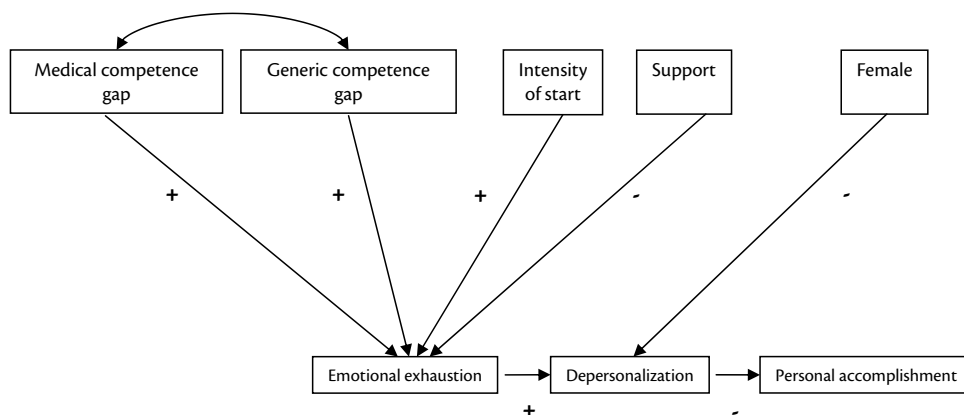 Medical competence
gap
Generic competence
gap
Intensity
of start
Support
Female
+
+
+
-
-
Emotional exhaustion
Depersonalization
Personal accomplishment
+
-